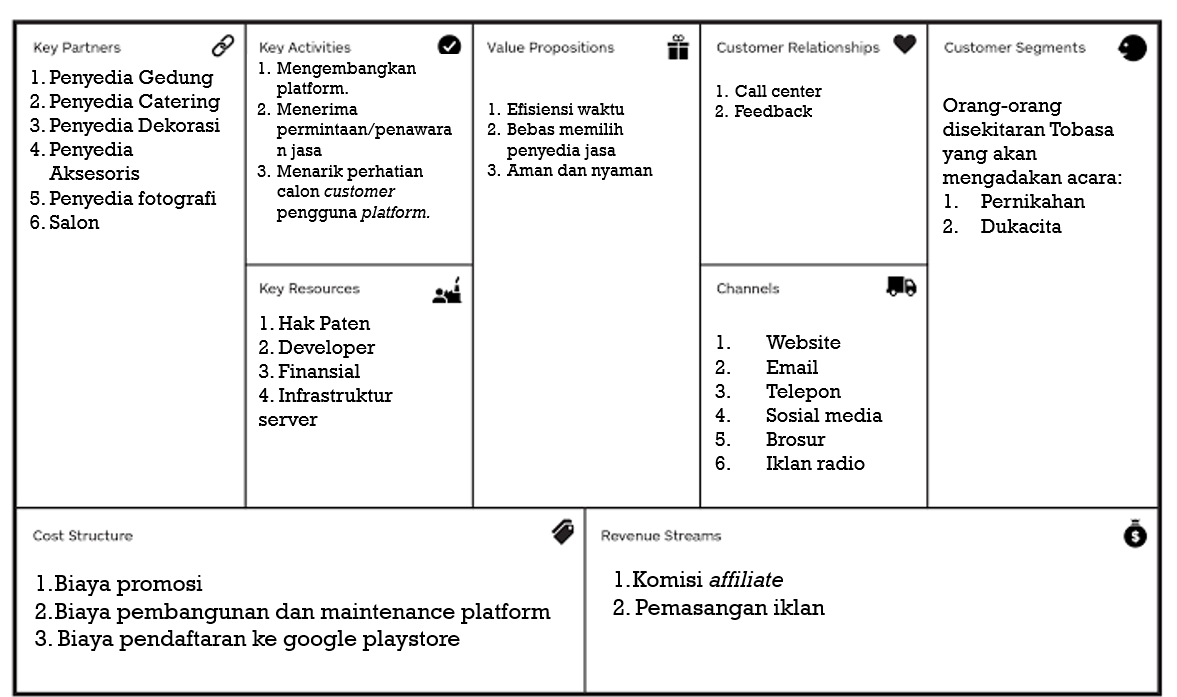 Key Partners
1. Penyedia Gedung
2. Penyedia Catering
3. Penyedia Dekorasi
4. Penyedia
Aksesoris
5. Penyedia fotografi
6. Salon
Key Activities
1. Mengembangkan
platform.
2. Menerima
permintaan/penawara
n jasa
3. Menarik perhatian
calon customer
pengguna platform.
Key Resources
1. Hak Paten
2. Developer
3. Finansial
4. Infrastruktur
server
Value Propositions
1. Efisiensi waktu
2. Bebas memilih
penyedia jasa
3. Aman dan nyaman
Customer Relationships
1. Call center
2. Feedback
Channels
1. Website
2. Email
3. Telepon
4. Sosial media
5. Brosur
6. Iklan radio
Customer Segments
Orang-orang
disekitaran Tobasa
yang akan
mengadakan acara:
1. Pernikahan
2. Dukacita
Cost Structure
1.Biaya promosi
2.Biaya pembangunan dan maintenance platform
3. Biaya pendaftaran ke google playstore
Revenue Streams
1.Komisi affiliate
2. Pemasangan iklan